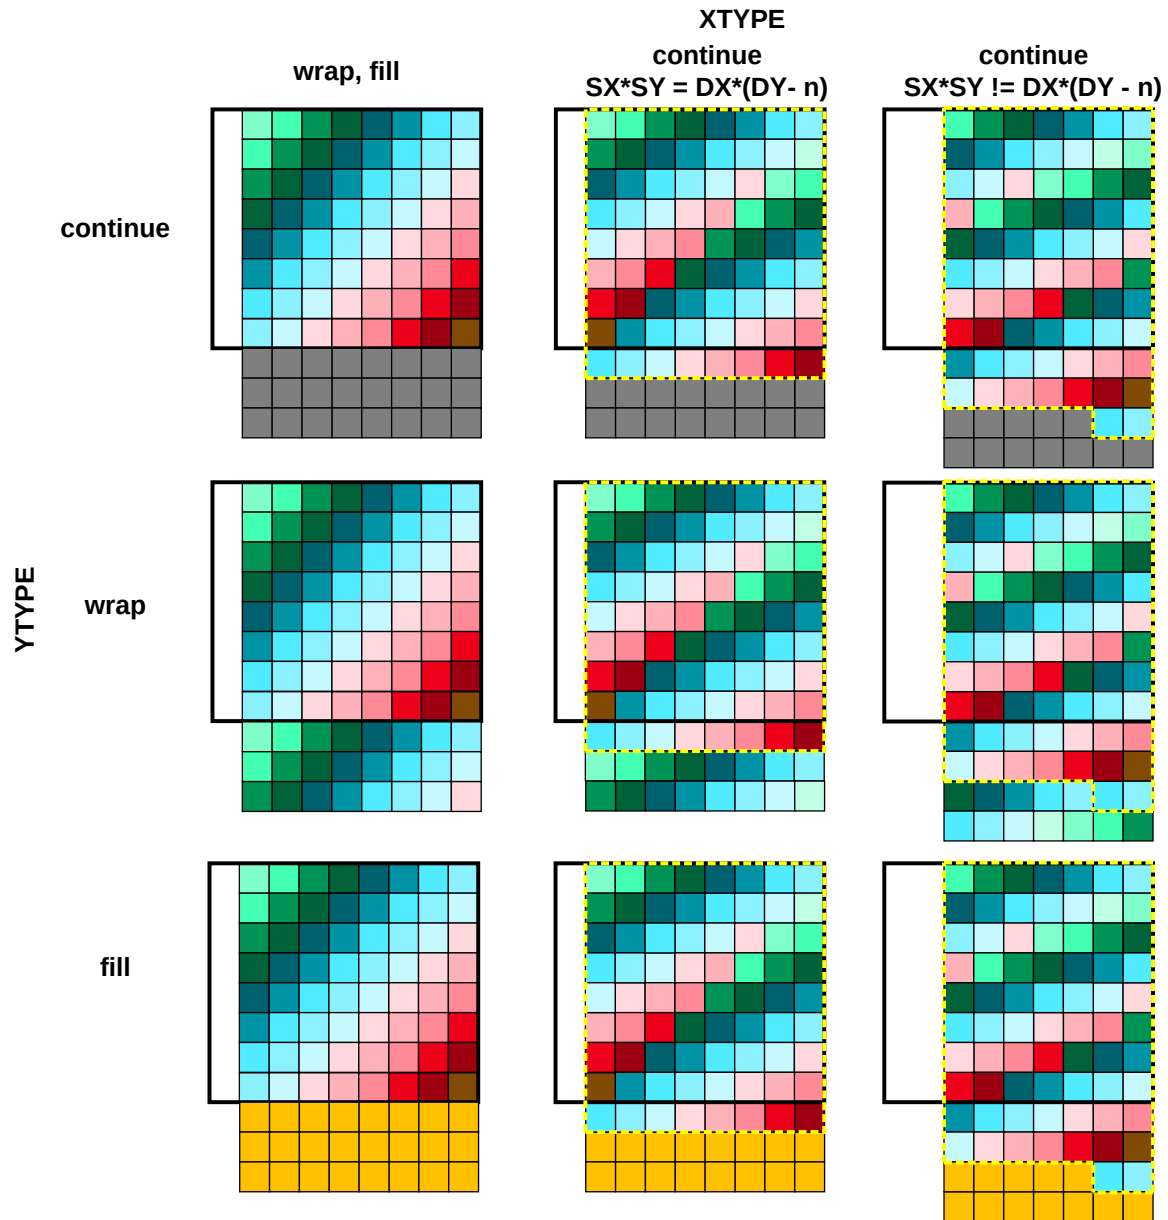 XTYPE
wrap, fill
continue
SX*SY = DX*(DY- n)
continue
SX*SY != DX*(DY - n)
continue
YTYPE
wrap
fill